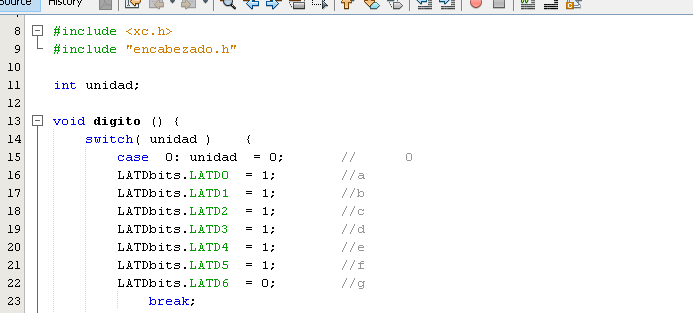 Source History
8 #include <xc.h>
9 #include "encabezado.h"
10
11 int unidad;
12
13 void digito () {
14 switch( unidad ) {
15 case 0: unidad = 0; // 0
16 LATDbits.LATD0 = 1; //a
17 LATDbits.LATD1 = 1; //b
18 LATDbits.LATD2 = 1; //c
19 LATDbits.LATD3 = 1; //d
20 LATDbits.LATD4 = 1; //e
21 LATDbits.LATD5 = 1; //f
22 LATDbits.LATD6 = 0; //g
23 break;